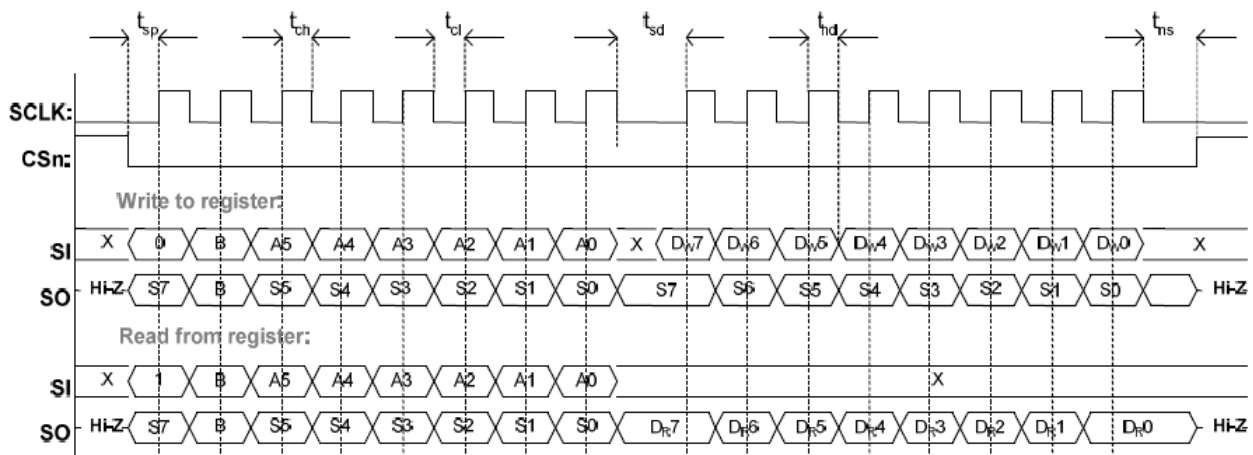 tsp tch tcl tsd thd tns
SCLK:
CSn:
Write to register:
SI X 0 B A5 A4 A3 A2 A1 A0 X DW7 DW6 DW5 DW4 DW3 DW2 DW1 DW0 X
SO Hi-Z S7 B S5 S4 S3 S2 S1 S0 S7 S6 S5 S4 S3 S2 S1 S0 Hi-Z
Read from register:
SI X 1 B A5 A4 A3 A2 A1 A0 X
SO Hi-Z S7 B S5 S4 S3 S2 S1 S0 DR7 DR6 DR5 DR4 DR3 DR2 DR1 DR0 Hi-Z